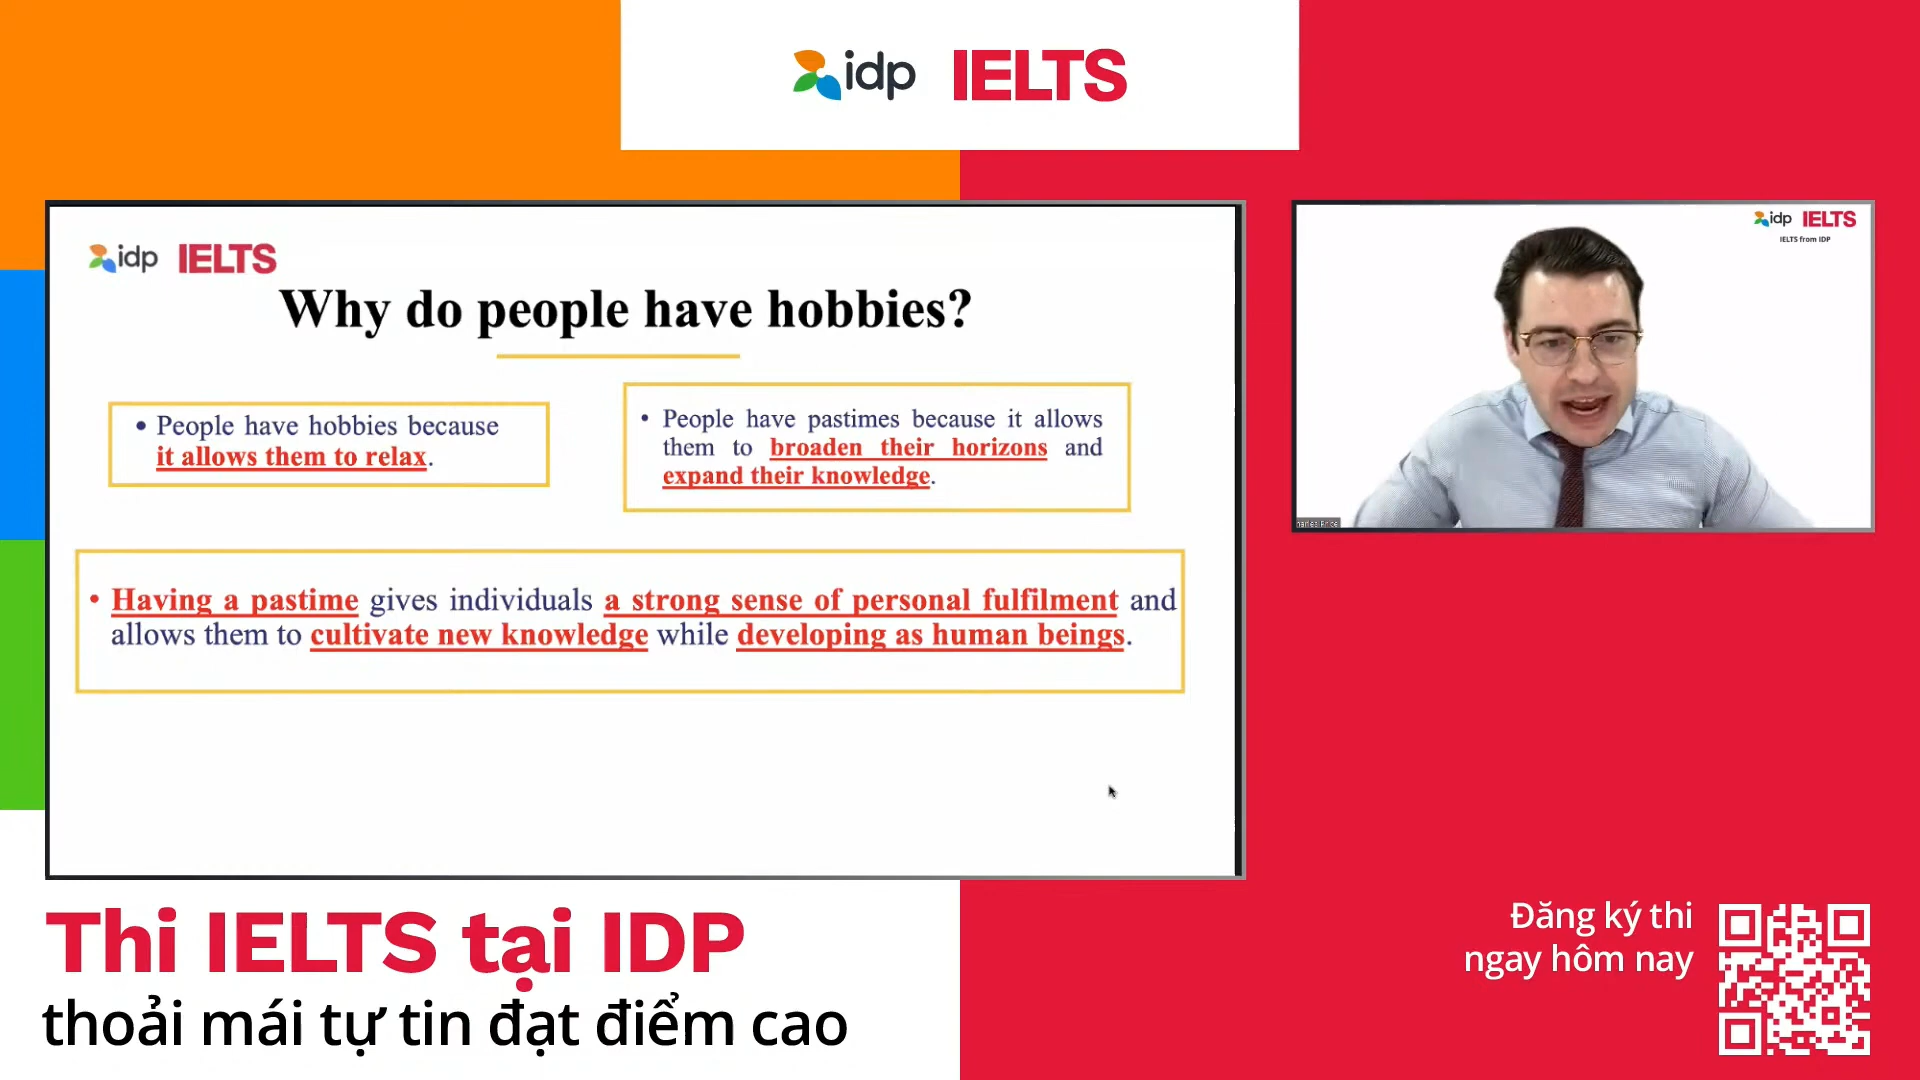 idp IELTS
idp IELTS
Why do people have hobbies?
• People have hobbies because
it allows them to relax.
• People have pastimes because it allows
them to broaden their horizons and
expand their knowledge.
• Having a pastime gives individuals a strong sense of personal fulfilment and
allows them to cultivate new knowledge while developing as human beings.
idp IELTS
IELTS from IDP
Thi IELTS tại IDP
thoải mái tự tin đạt điểm cao
Đăng ký thi
ngay hôm nay